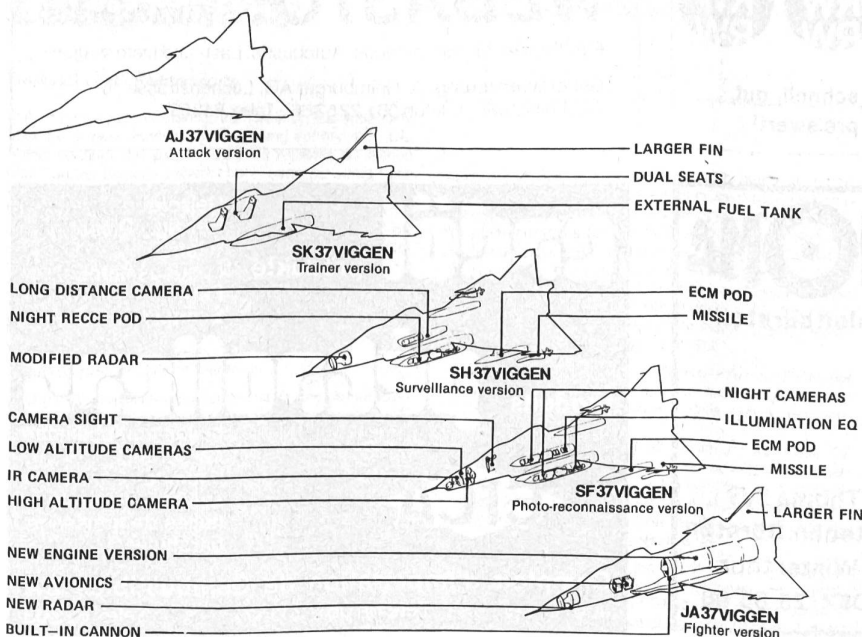 schnell, gut,
preiswert
AJ37VIGGEN
Attack version
LARGER FIN
DUAL SEATS
EXTERNAL FUEL TANK
SK37VIGGEN
Trainer version
LONG DISTANCE CAMERA
NIGHT RECCE POD
MODIFIED RADAR
ECM POD
MISSILE
SH37VIGGEN
Surveillance version
NIGHT CAMERAS
ILLUMINATION EQ
ECM POD
MISSILE
CAMERA SIGHT
LOW ALTITUDE CAMERAS
IR CAMERA
HIGH ALTITUDE CAMERA
SF37VIGGEN
Photo-reconnaissance version
LARGER FIN
NEW ENGINE VERSION
NEW AVIONICS
NEW RADAR
BUILT-IN CANNON
JA37VIGGEN
Fighter version